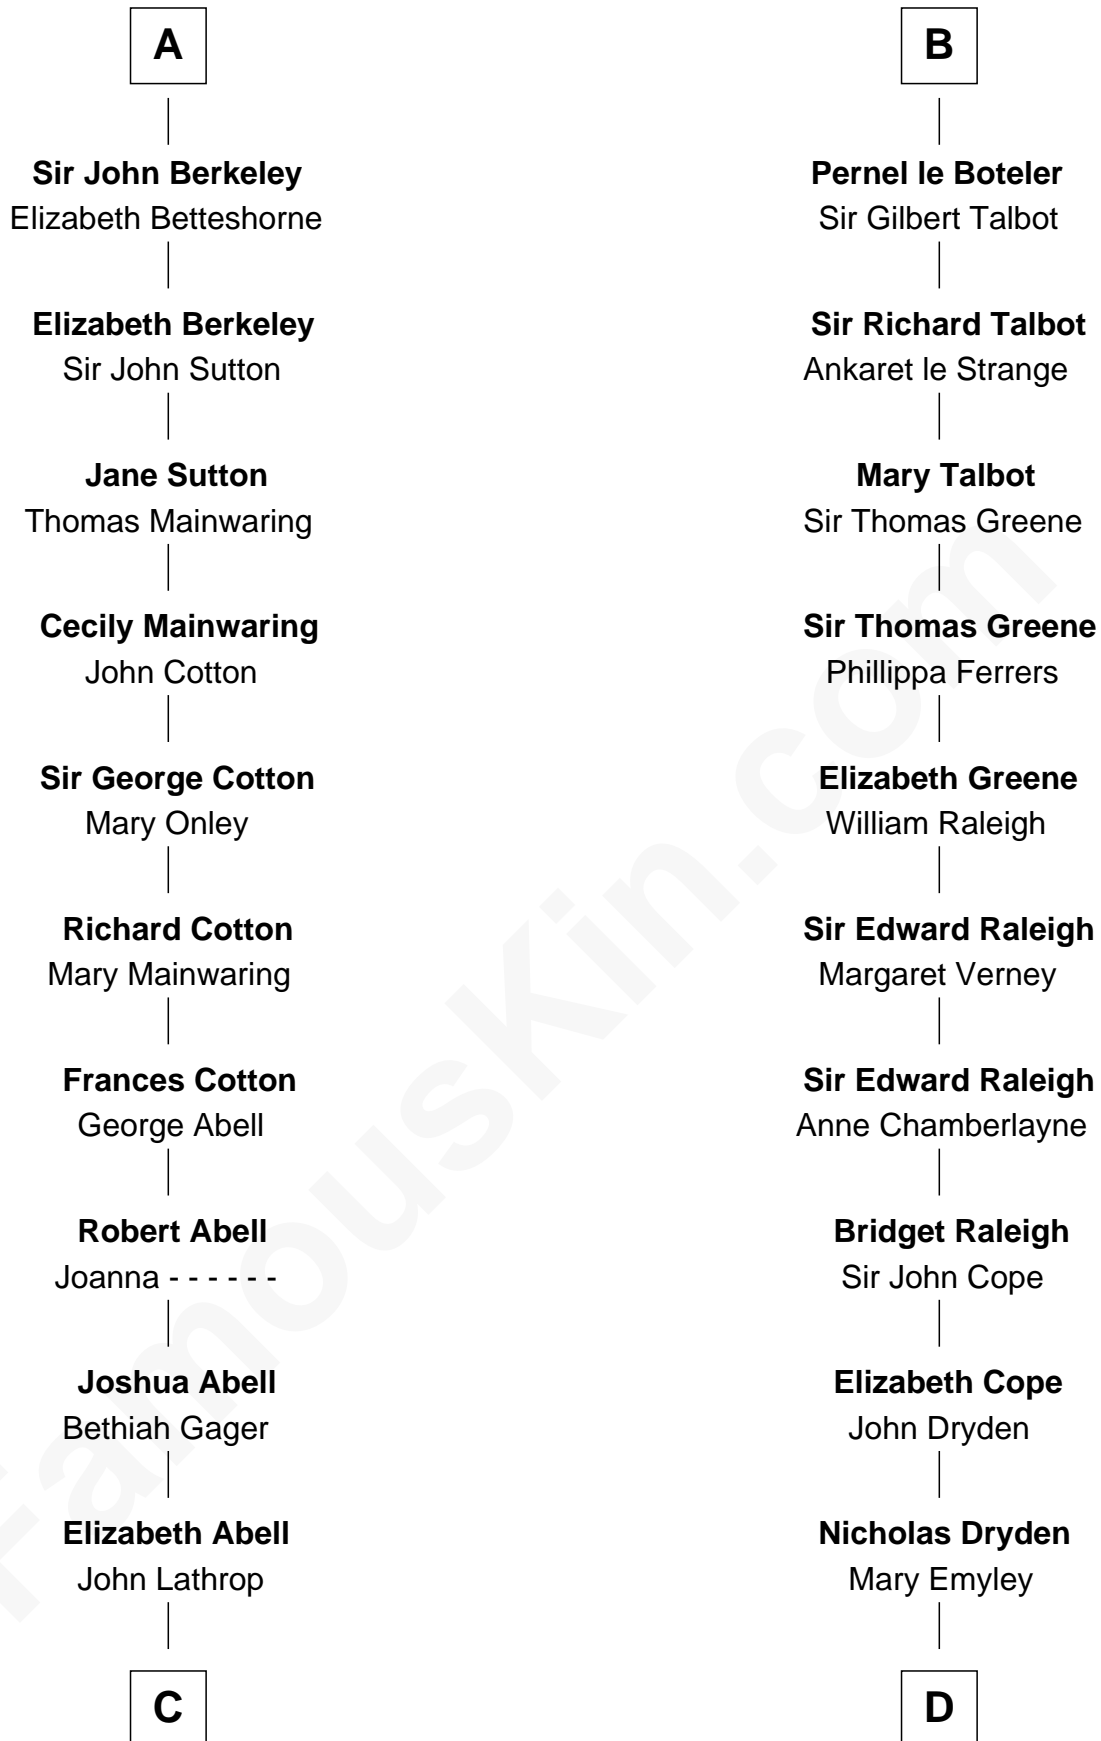 A
Sir John Berkeley
Elizabeth Betteshorne
Elizabeth Berkeley
Sir John Sutton
Jane Sutton
Thomas Mainwaring
Cecily Mainwaring
John Cotton
Sir George Cotton
Mary Onley
Richard Cotton
Mary Mainwaring
Frances Cotton
George Abell
Robert Abell
Joanna - - - - - -
Joshua Abell
Bethiah Gager
Elizabeth Abell
John Lathrop
C
B
Pernel le Boteler
Sir Gilbert Talbot
Sir Richard Talbot
Ankaret le Strange
Mary Talbot
Sir Thomas Greene
Sir Thomas Greene
Phillippa Ferrers
Elizabeth Greene
William Raleigh
Sir Edward Raleigh
Margaret Verney
Sir Edward Raleigh
Anne Chamberlayne
Bridget Raleigh
Sir John Cope
Elizabeth Cope
John Dryden
Nicholas Dryden
Mary Emyley
D
FamousKin.com